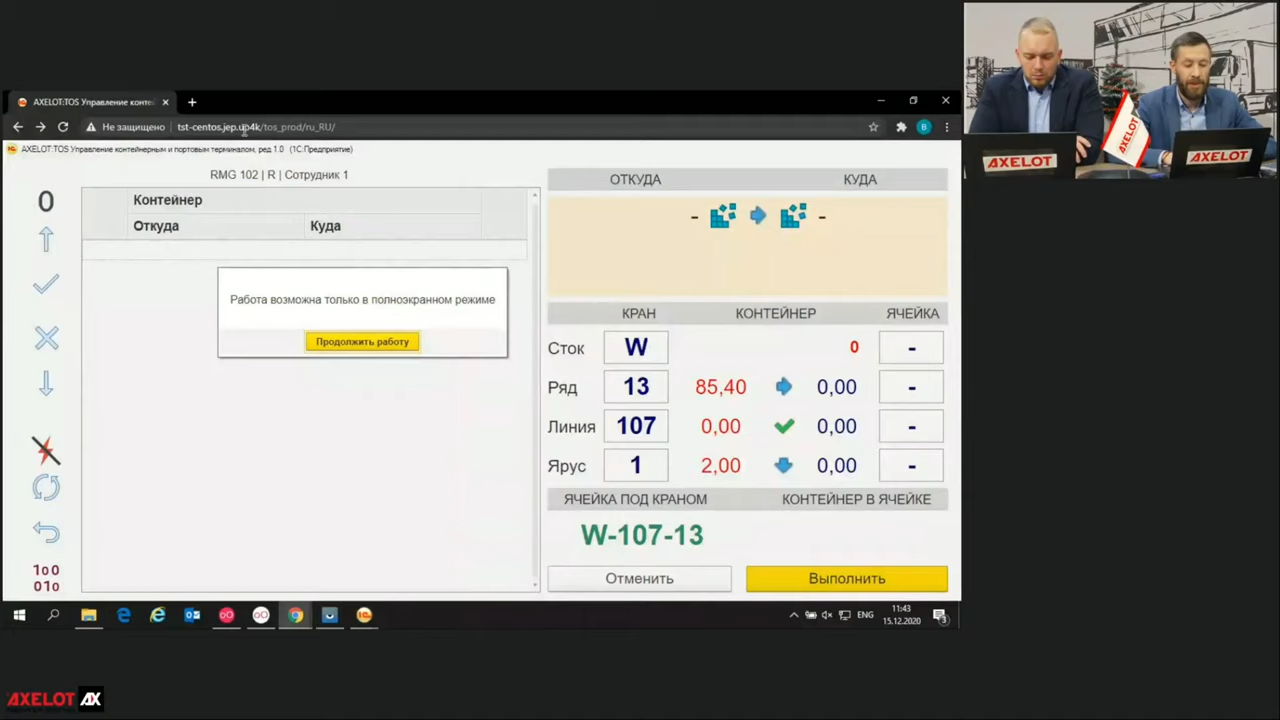 AXELOT:TOS Управление конте
Не защищено
tst-centos.jep.up4k/tos_prod/ru_RU/
AXELOT:TOS Управление контейнерным и портовым терминалом, ред 1.0 (1С:Предприятие)
0
RMG 102 | R | Сотрудник 1
Контейнер
Откуда Куда
Работа возможна только в полноэкранном режиме
Продолжить работу
100
010
ОТКУДА КУДА
- -
КРАН КОНТЕЙНЕР ЯЧЕЙКА
Сток W 0 -
Ряд 13 85,40 0,00 -
Линия 107 0,00 0,00 -
Ярус 1 2,00 0,00 -
ЯЧЕЙКА ПОД КРАНОМ КОНТЕЙНЕР В ЯЧЕЙКЕ
W-107-13
Отменить Выполнить
ENG
11:43
15.12.2020
3
B
AXELOT
AXELOT
AXELOT
AXELOT AX